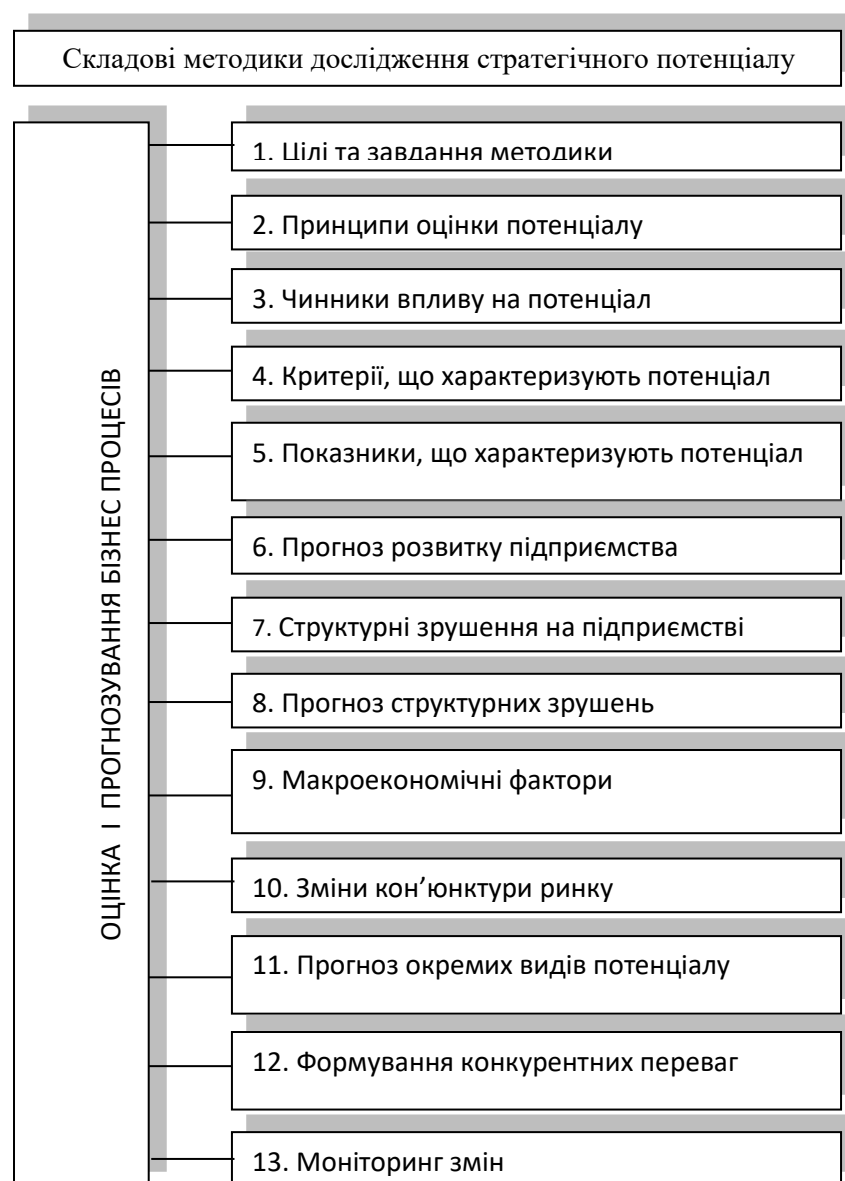 Складові методики дослідження стратегічного потенціалу
ОЦІНКА І ПРОГНОЗУВАННЯ БІЗНЕС ПРОЦЕСІВ
1. Цілі та завдання методики
2. Принципи оцінки потенціалу
3. Чинники впливу на потенціал
4. Критерії, що характеризують потенціал
5. Показники, що характеризують потенціал
6. Прогноз розвитку підприємства
7. Структурні зрушення на підприємстві
8. Прогноз структурних зрушень
9. Макроекономічні фактори
10. Зміни кон’юнктури ринку
11. Прогноз окремих видів потенціалу
12. Формування конкурентних переваг
13. Моніторинг змін